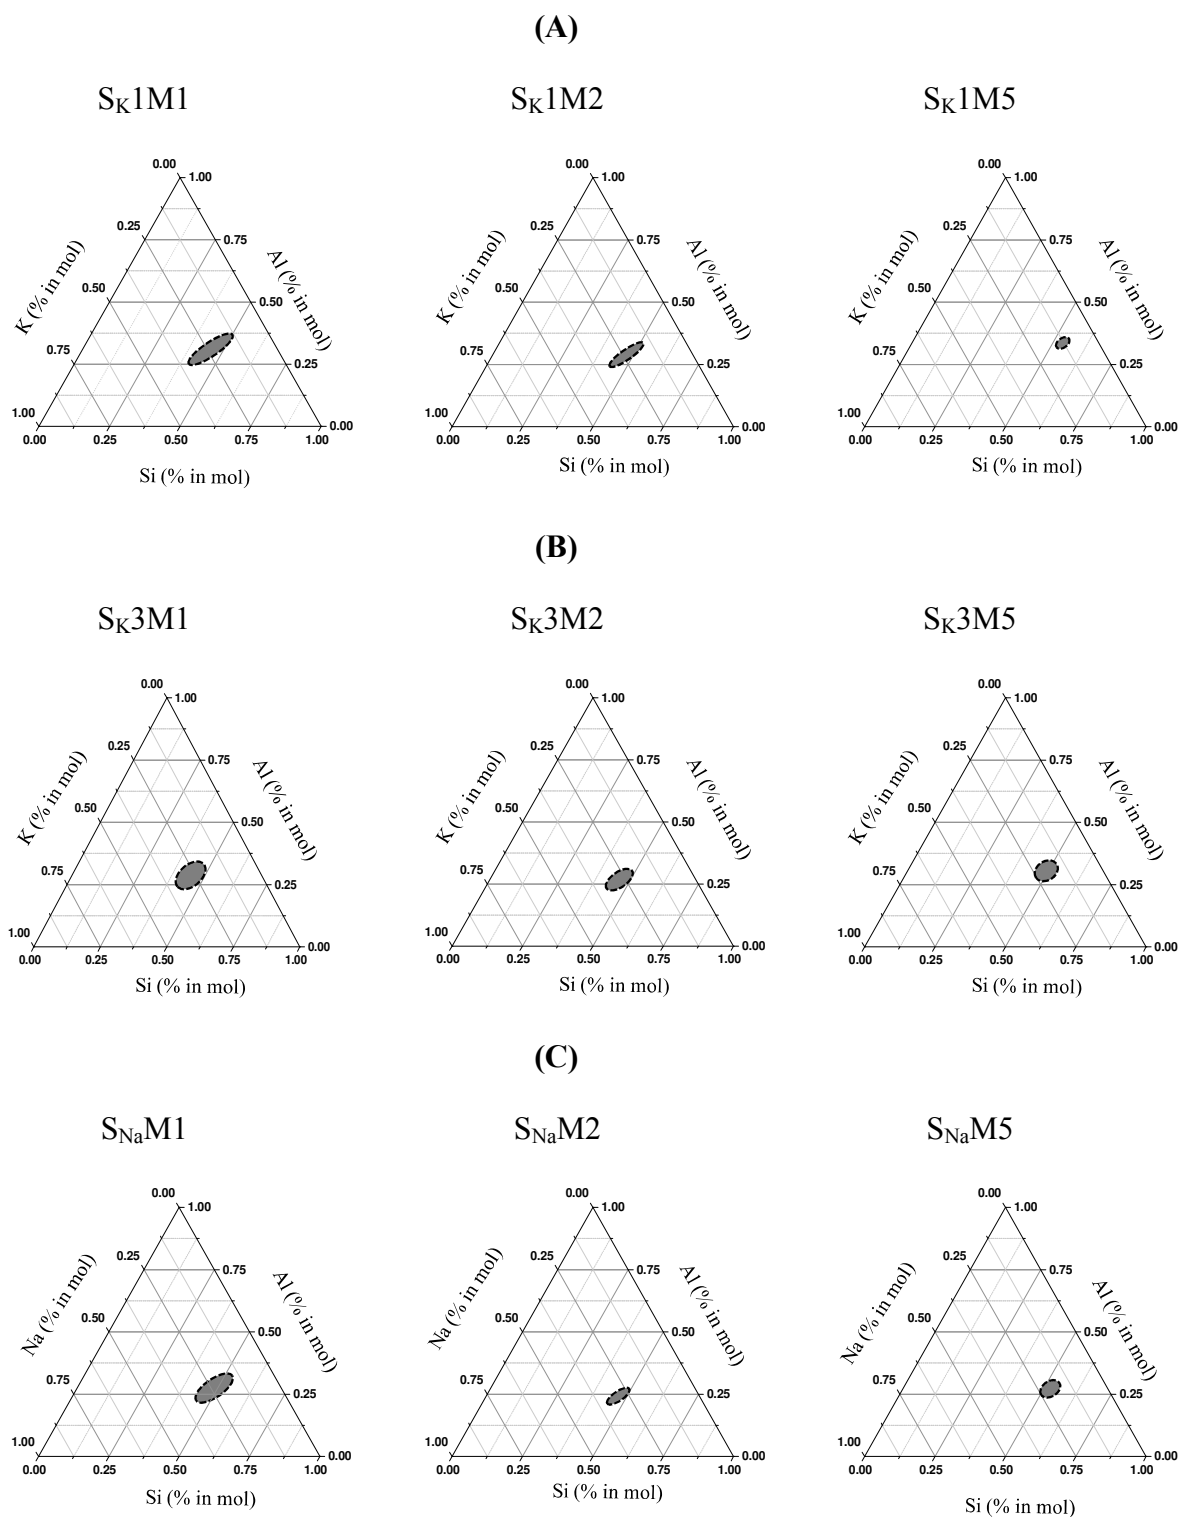 (A)
S_K1M1 S_K1M2 S_K1M5
0.00 1.00 0.25 0.75 0.50 0.50 0.75 0.25 1.00 0.00
0.00 0.25 0.50 0.75 1.00
K (% in mol) Al (% in mol)
Si (% in mol)
0.00 1.00 0.25 0.75 0.50 0.50 0.75 0.25 1.00 0.00
0.00 0.25 0.50 0.75 1.00
K (% in mol) Al (% in mol)
Si (% in mol)
0.00 1.00 0.25 0.75 0.50 0.50 0.75 0.25 1.00 0.00
0.00 0.25 0.50 0.75 1.00
K (% in mol) Al (% in mol)
Si (% in mol)
(B)
S_K3M1 S_K3M2 S_K3M5
0.00 1.00 0.25 0.75 0.50 0.50 0.75 0.25 1.00 0.00
0.00 0.25 0.50 0.75 1.00
K (% in mol) Al (% in mol)
Si (% in mol)
0.00 1.00 0.25 0.75 0.50 0.50 0.75 0.25 1.00 0.00
0.00 0.25 0.50 0.75 1.00
K (% in mol) Al (% in mol)
Si (% in mol)
0.00 1.00 0.25 0.75 0.50 0.50 0.75 0.25 1.00 0.00
0.00 0.25 0.50 0.75 1.00
K (% in mol) Al (% in mol)
Si (% in mol)
(C)
S_NaM1 S_NaM2 S_NaM5
0.00 1.00 0.25 0.75 0.50 0.50 0.75 0.25 1.00 0.00
0.00 0.25 0.50 0.75 1.00
Na (% in mol) Al (% in mol)
Si (% in mol)
0.00 1.00 0.25 0.75 0.50 0.50 0.75 0.25 1.00 0.00
0.00 0.25 0.50 0.75 1.00
Na (% in mol) Al (% in mol)
Si (% in mol)
0.00 1.00 0.25 0.75 0.50 0.50 0.75 0.25 1.00 0.00
0.00 0.25 0.50 0.75 1.00
Na (% in mol) Al (% in mol)
Si (% in mol)